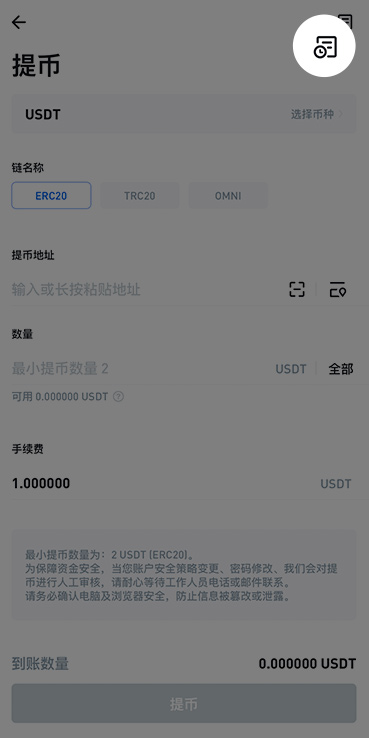 提币
USDT 选择币种
链名称
ERC20 TRC20 OMNI
提币地址
输入或长按粘贴地址
数量
最小提币数量 2 USDT 全部
可用 0.000000 USDT
手续费
1.000000 USDT
最小提币数量为：2 USDT (ERC20)。
为保障资金安全，当您账户安全策略变更、密码修改、我们会对提
币进行人工审核，请耐心等待工作人员电话或邮件联系。
请务必确认电脑及浏览器安全，防止信息被篡改或泄露。
到账数量 0.000000 USDT
提币